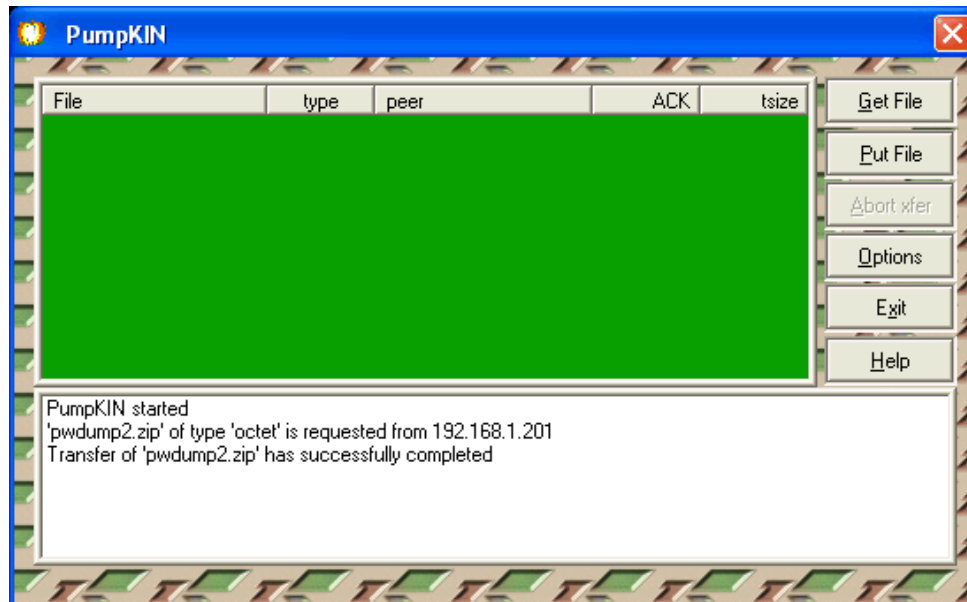 PumpKIN
File type peer ACK tsize
Get File
Put File
Abort xfer
Options
Exit
Help
PumpKIN started
'pwdump2.zip' of type 'octet' is requested from 192.168.1.201
Transfer of 'pwdump2.zip' has successfully completed